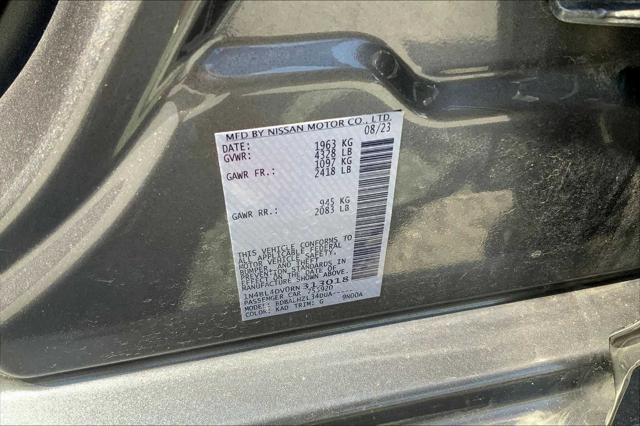 MFD BY NISSAN MOTOR CO., LTD.
DATE: 08/23
GVWR: 1963 KG
4328 LB
GAWR FR.: 1097 KG
2418 LB
GAWR RR.: 945 KG
2083 LB
THIS VEHICLE CONFORMS TO
ALL APPLICABLE FEDERAL
MOTOR VEHICLE SAFETY,
BUMPER, AND THEFT
PREVENTION STANDARDS IN
EFFECT ON THE DATE OF
MANUFACTURE SHOWN ABOVE.
1N4BL4DV0RN313018
PASSENGER CAR
MODEL:
COLOR: KAD TRIM: G